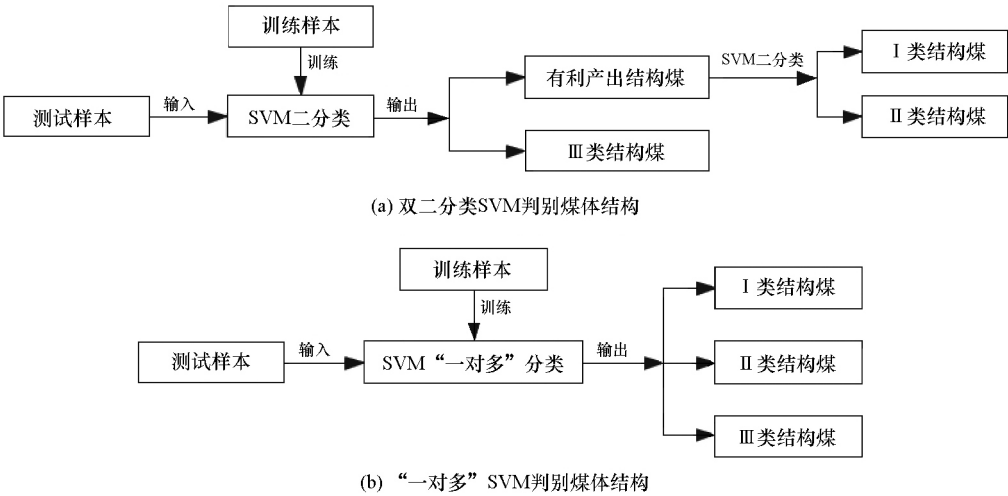 训练样本
训练
测试样本
输入
SVM二分类
输出
有利产出结构煤
SVM二分类
Ⅰ类结构煤
Ⅱ类结构煤
Ⅲ类结构煤
(a) 双二分类SVM判别煤体结构
训练样本
训练
测试样本
输入
SVM“一对多”分类
输出
Ⅰ类结构煤
Ⅱ类结构煤
Ⅲ类结构煤
(b) “一对多”SVM判别煤体结构